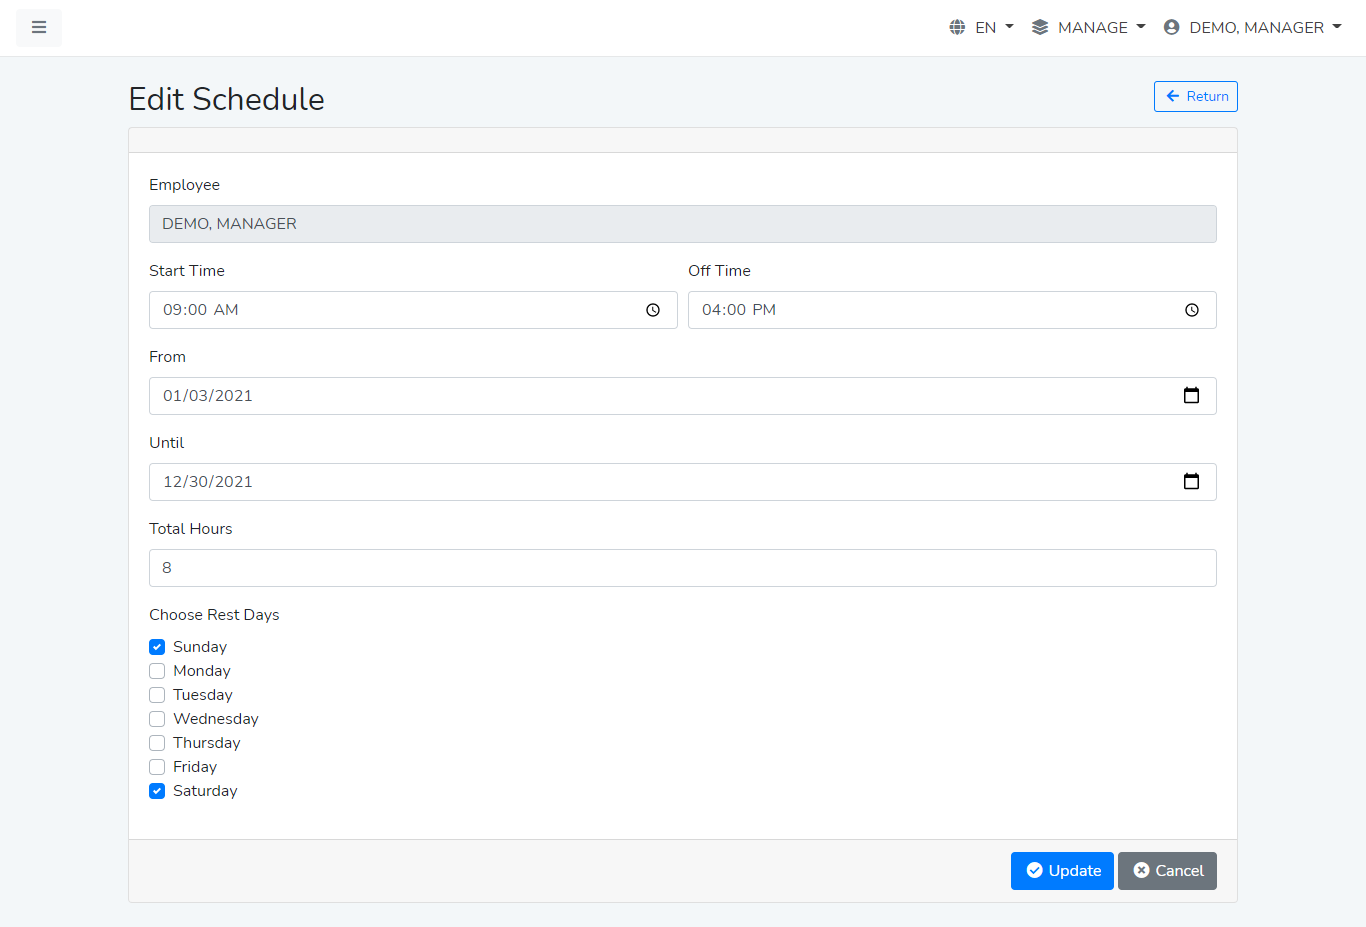 EN MANAGE DEMO, MANAGER
Edit Schedule
Return
Employee
DEMO, MANAGER
Start Time
Off Time
09:00 AM
04:00 PM
From
01/03/2021
Until
12/30/2021
Total Hours
8
Choose Rest Days
Sunday
Monday
Tuesday
Wednesday
Thursday
Friday
Saturday
Update
Cancel